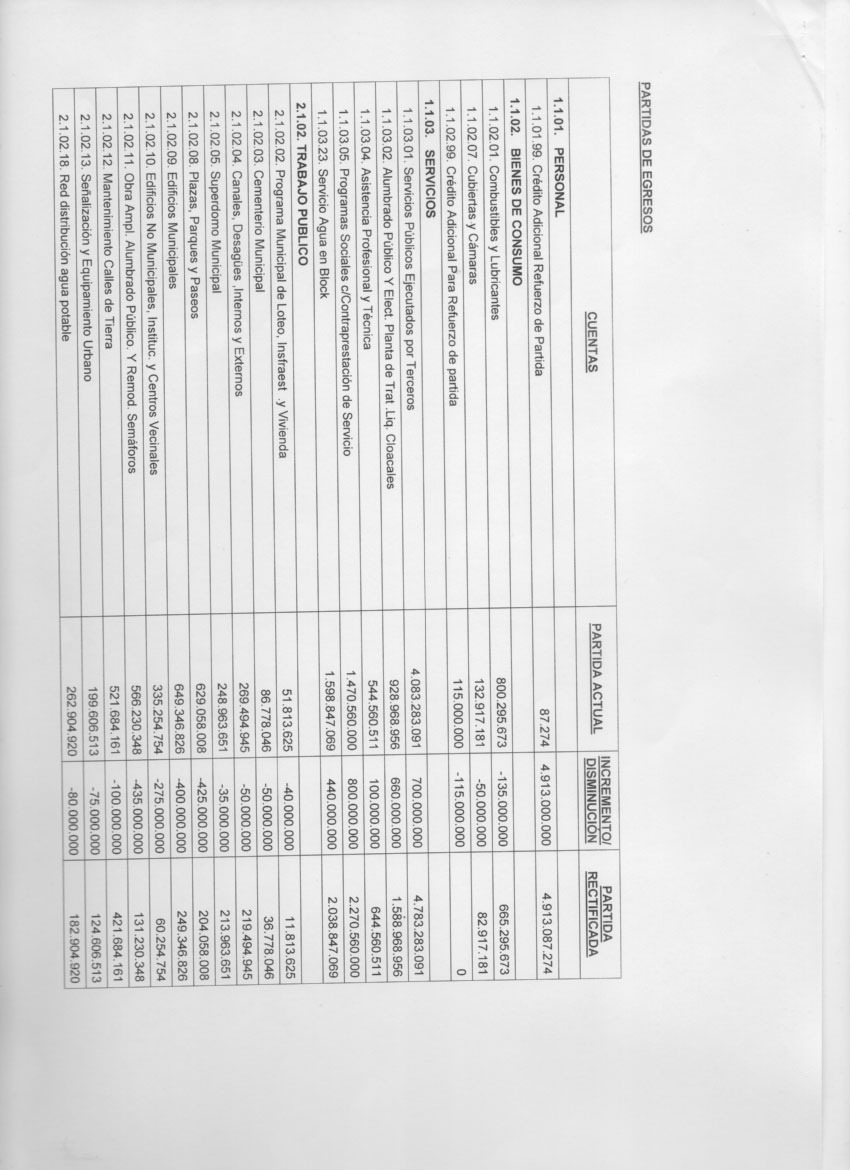 PARTIDAS DE EGRESOS
CUENTAS PARTIDA ACTUAL INCREMENTO/ DISMINUCIÓN PARTIDA RECTIFICADA
1.1.01. PERSONAL
1.1.01.99. Crédito Adicional Refuerzo de Partida 87.274 4.913.000.000 4.913.087.274
1.1.02. BIENES DE CONSUMO
1.1.02.01. Combustibles y Lubricantes 800.295.673 -135.000.000 665.295.673
1.1.02.07. Cubiertas y Cámaras 132.917.181 -50.000.000 82.917.181
1.1.02.99. Crédito Adicional Para Refuerzo de partida 115.000.000 -115.000.000 0
1.1.03. SERVICIOS
1.1.03.01. Servicios Públicos Ejecutados por Terceros 4.083.283.091 700.000.000 4.783.283.091
1.1.03.02. Alumbrado Público Y Elect. Planta de Trat .Liq. Cloacales 928.968.956 660.000.000 1.588.968.956
1.1.03.04. Asistencia Profesional y Técnica 544.560.511 100.000.000 644.560.511
1.1.03.05. Programas Sociales c/Contraprestación de Servicio 1.470.560.000 800.000.000 2.270.560.000
1.1.03.23. Servicio Agua en Block 1.598.847.069 440.000.000 2.038.847.069
2.1.02. TRABAJO PUBLICO
2.1.02.02. Programa Municipal de Loteo, Insfraest .y Vivienda 51.813.625 -40.000.000 11.813.625
2.1.02.03. Cementerio Municipal 86.778.046 -50.000.000 36.778.046
2.1.02.04. Canales, Desagües ,Internos y Externos 269.494.945 -50.000.000 219.494.945
2.1.02.05. Superdomo Municipal 248.963.651 -35.000.000 213.963.651
2.1.02.08. Plazas, Parques y Paseos 629.058.008 -425.000.000 204.058.008
2.1.02.09. Edificios Municipales 649.346.826 -400.000.000 249.346.826
2.1.02.10. Edificios No Municipales, Instituc. y Centros Vecinales 335.254.754 -275.000.000 60.254.754
2.1.02.11. Obra Ampl. Alumbrado Público. Y Remod. Semáforos 566.230.348 -435.000.000 131.230.348
2.1.02.12. Mantenimiento Calles de Tierra 521.684.161 -100.000.000 421.684.161
2.1.02.13. Señalización y Equipamiento Urbano 199.606.513 -75.000.000 124.606.513
2.1.02.18. Red distribución agua potable 262.904.920 -80.000.000 182.904.920